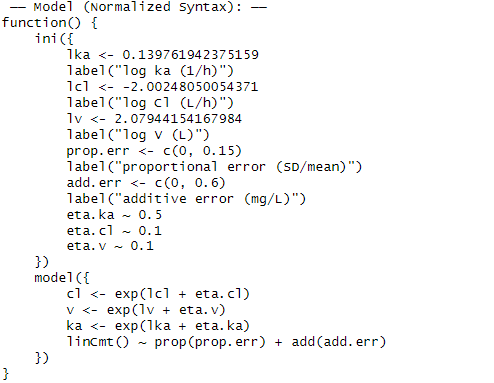 ── Model (Normalized Syntax): ──
function() {
    ini({
        lka <- 0.139761942375159
        label("log ka (1/h)")
        lcl <- -2.00248050054371
        label("log Cl (L/h)")
        lv <- 2.07944154167984
        label("log V (L)")
        prop.err <- c(0, 0.15)
        label("proportional error (SD/mean)")
        add.err <- c(0, 0.6)
        label("additive error (mg/L)")
        eta.ka ~ 0.5
        eta.cl ~ 0.1
        eta.v ~ 0.1
    })
    model({
        cl <- exp(lcl + eta.cl)
        v <- exp(lv + eta.v)
        ka <- exp(lka + eta.ka)
        linCmt() ~ prop(prop.err) + add(add.err)
    })
}